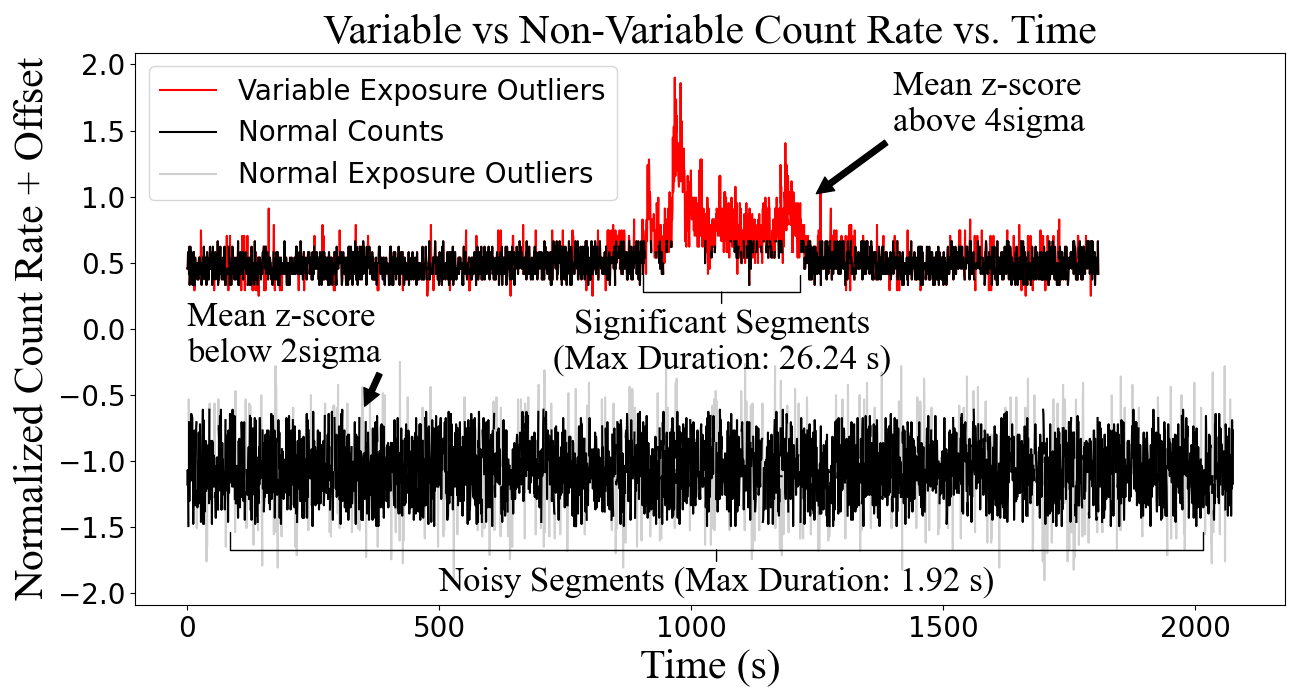 Variable vs Non-Variable Count Rate vs. Time
Normalized Count Rate + Offset
2.0
1.5
1.0
0.5
0.0
−0.5
−1.0
−1.5
−2.0
Variable Exposure Outliers
Normal Counts
Normal Exposure Outliers
Mean z-score
above 4sigma
Mean z-score
below 2sigma
Significant Segments
(Max Duration: 26.24 s)
Noisy Segments (Max Duration: 1.92 s)
0
500
1000
1500
2000
Time (s)